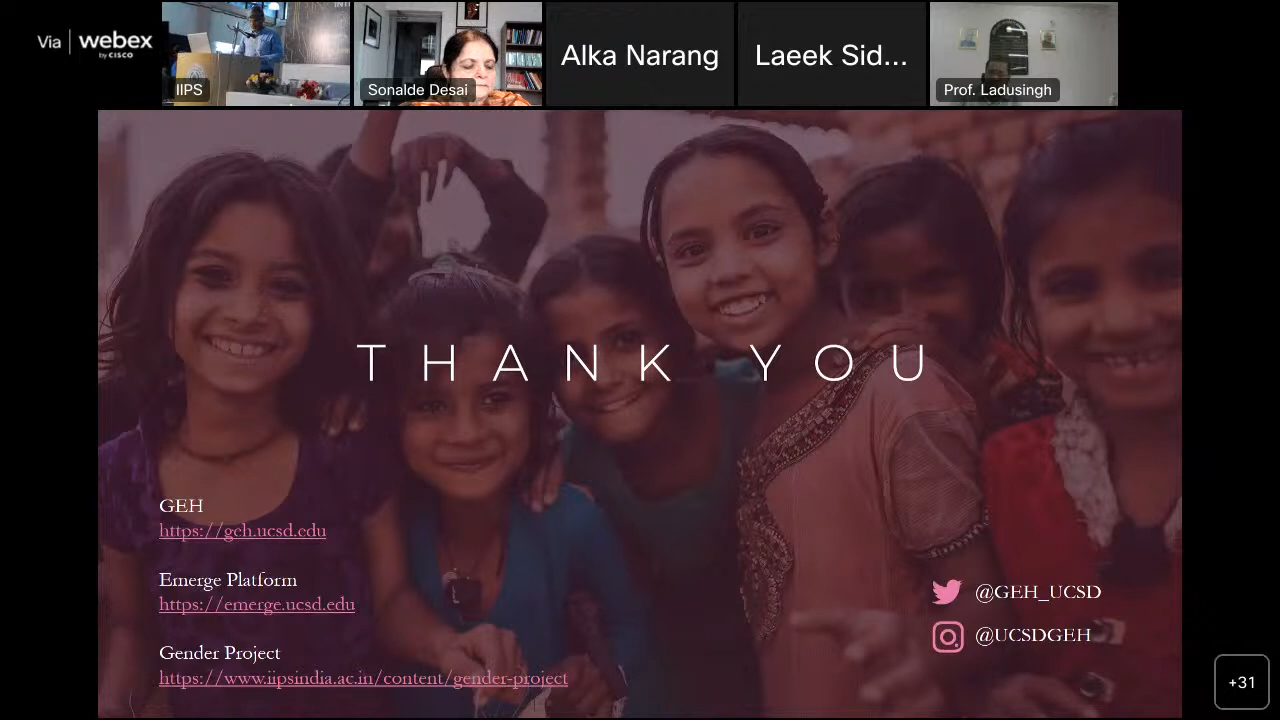 Via webex
by CISCO
IIPS
Sonalde Desai
Alka Narang
Laeek Sid...
Prof. Ladusingh
THANK YOU
GEH
https://geh.ucsd.edu
Emerge Platform
https://emerge.ucsd.edu
Gender Project
https://www.iipsindia.ac.in/content/gender-project
@GEH_UCSD
@UCSDGEH
+31